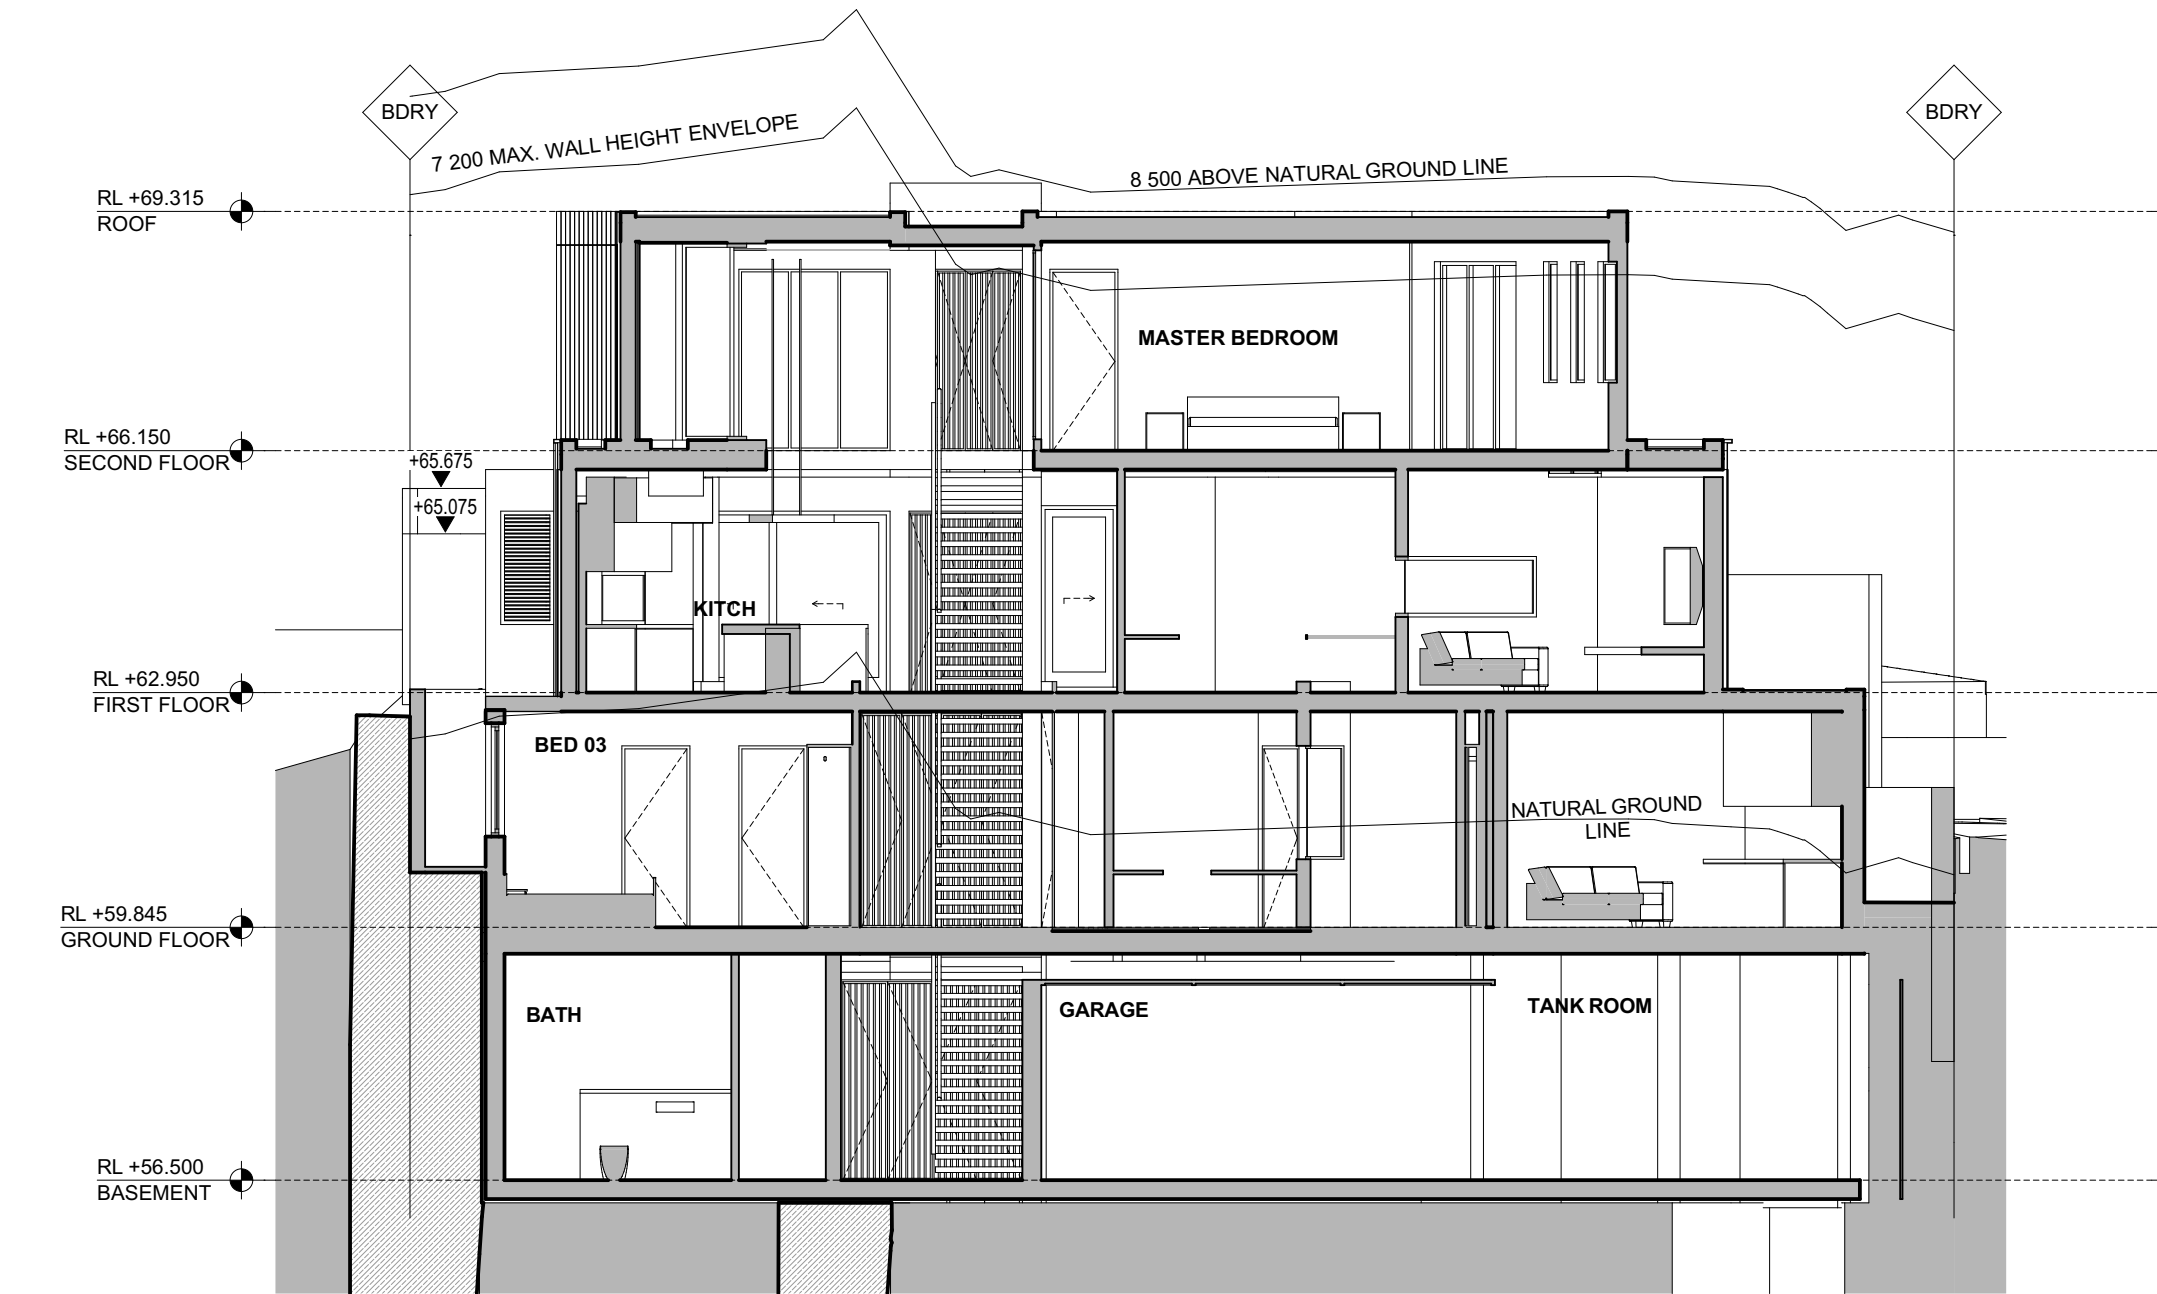 BDRY
BDRY
7 200 MAX. WALL HEIGHT ENVELOPE
8 500 ABOVE NATURAL GROUND LINE
RL +69.315
ROOF
MASTER BEDROOM
RL +66.150
SECOND FLOOR
+65.675
+65.075
KITCH
RL +62.950
FIRST FLOOR
BED 03
NATURAL GROUND
LINE
RL +59.845
GROUND FLOOR
BATH
GARAGE
TANK ROOM
RL +56.500
BASEMENT